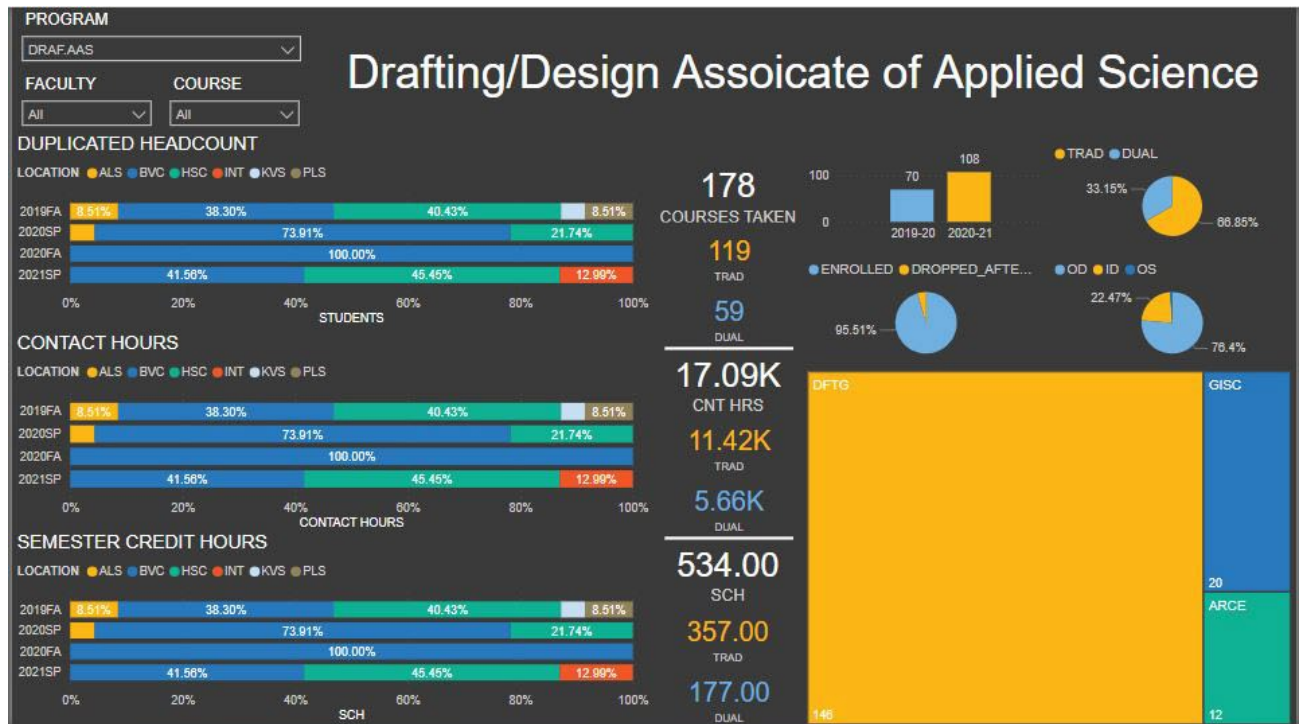 PROGRAM
DRAF.AAS
FACULTY COURSE
All All
Drafting/Design Assoicate of Applied Science
DUPLICATED HEADCOUNT
LOCATION ALS BVC HSC INT KVS PLS
2019FA 8.51% 38.30% 40.43% 8.51%
2020SP 73.91% 21.74%
2020FA 100.00%
2021SP 41.56% 45.45% 12.99%
0% 20% 40% 60% 80% 100%
STUDENTS
CONTACT HOURS
LOCATION ALS BVC HSC INT KVS PLS
2019FA 8.51% 38.30% 40.43% 8.51%
2020SP 73.91% 21.74%
2020FA 100.00%
2021SP 41.56% 45.45% 12.99%
0% 20% 40% 60% 80% 100%
CONTACT HOURS
SEMESTER CREDIT HOURS
LOCATION ALS BVC HSC INT KVS PLS
2019FA 8.51% 38.30% 40.43% 8.51%
2020SP 73.91% 21.74%
2020FA 100.00%
2021SP 41.56% 45.45% 12.99%
0% 20% 40% 60% 80% 100%
SCH
178
COURSES TAKEN
119
TRAD
59
DUAL
17.09K
CNT HRS
11.42K
TRAD
5.66K
DUAL
534.00
SCH
357.00
TRAD
177.00
DUAL
108
100 70
0
2019-20 2020-21
TRAD DUAL
33.15%
66.85%
ENROLLED DROPPED_AFTE...
95.51%
OD ID OS
22.47%
76.4%
DFTG
146
GISC
20
ARCE
12